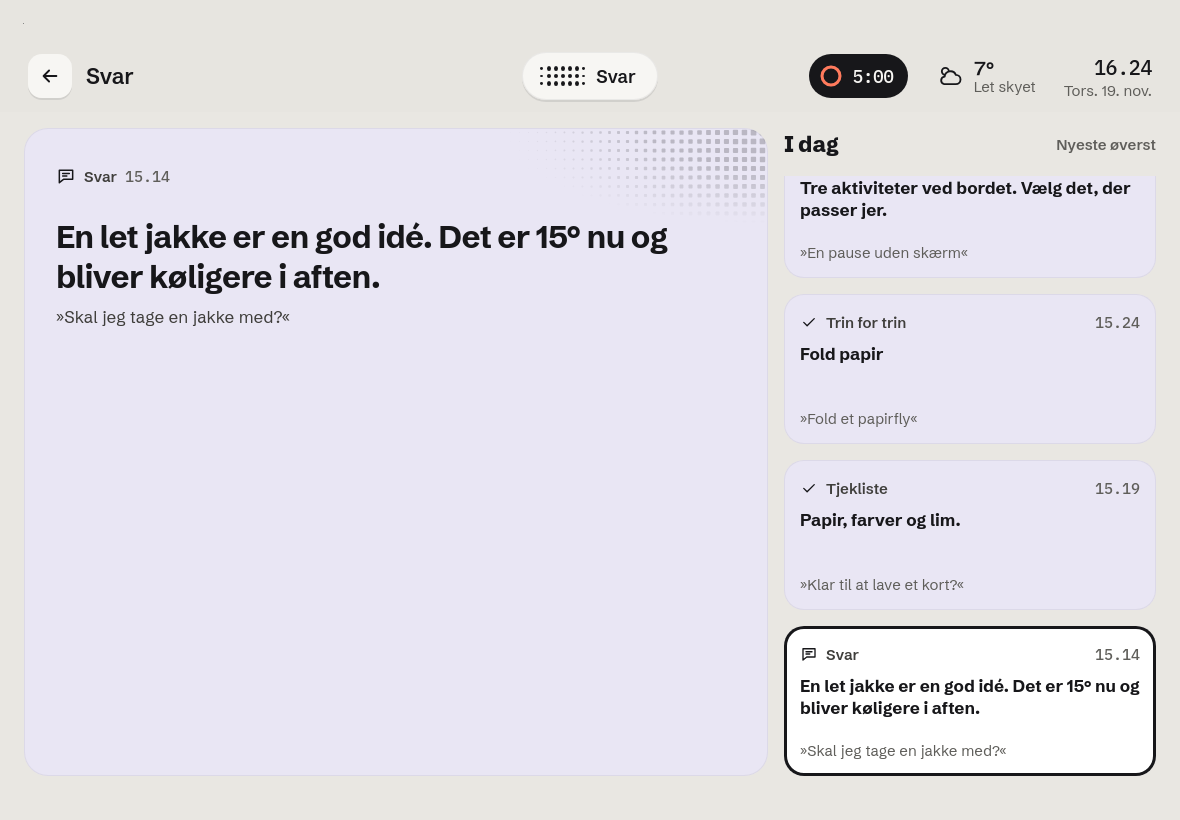 Svar
Svar
5:00
7°
Let skyet
16.24
Tors. 19. nov.
Svar 15.14
En let jakke er en god idé. Det er 15° nu og
bliver køligere i aften.
»Skal jeg tage en jakke med?«
I dag
Nyeste øverst
Tre aktiviteter ved bordet. Vælg det, der
passer jer.
»En pause uden skærm«
Trin for trin 15.24
Fold papir
»Fold et papirfly«
Tjekliste 15.19
Papir, farver og lim.
»Klar til at lave et kort?«
Svar 15.14
En let jakke er en god idé. Det er 15° nu og
bliver køligere i aften.
»Skal jeg tage en jakke med?«